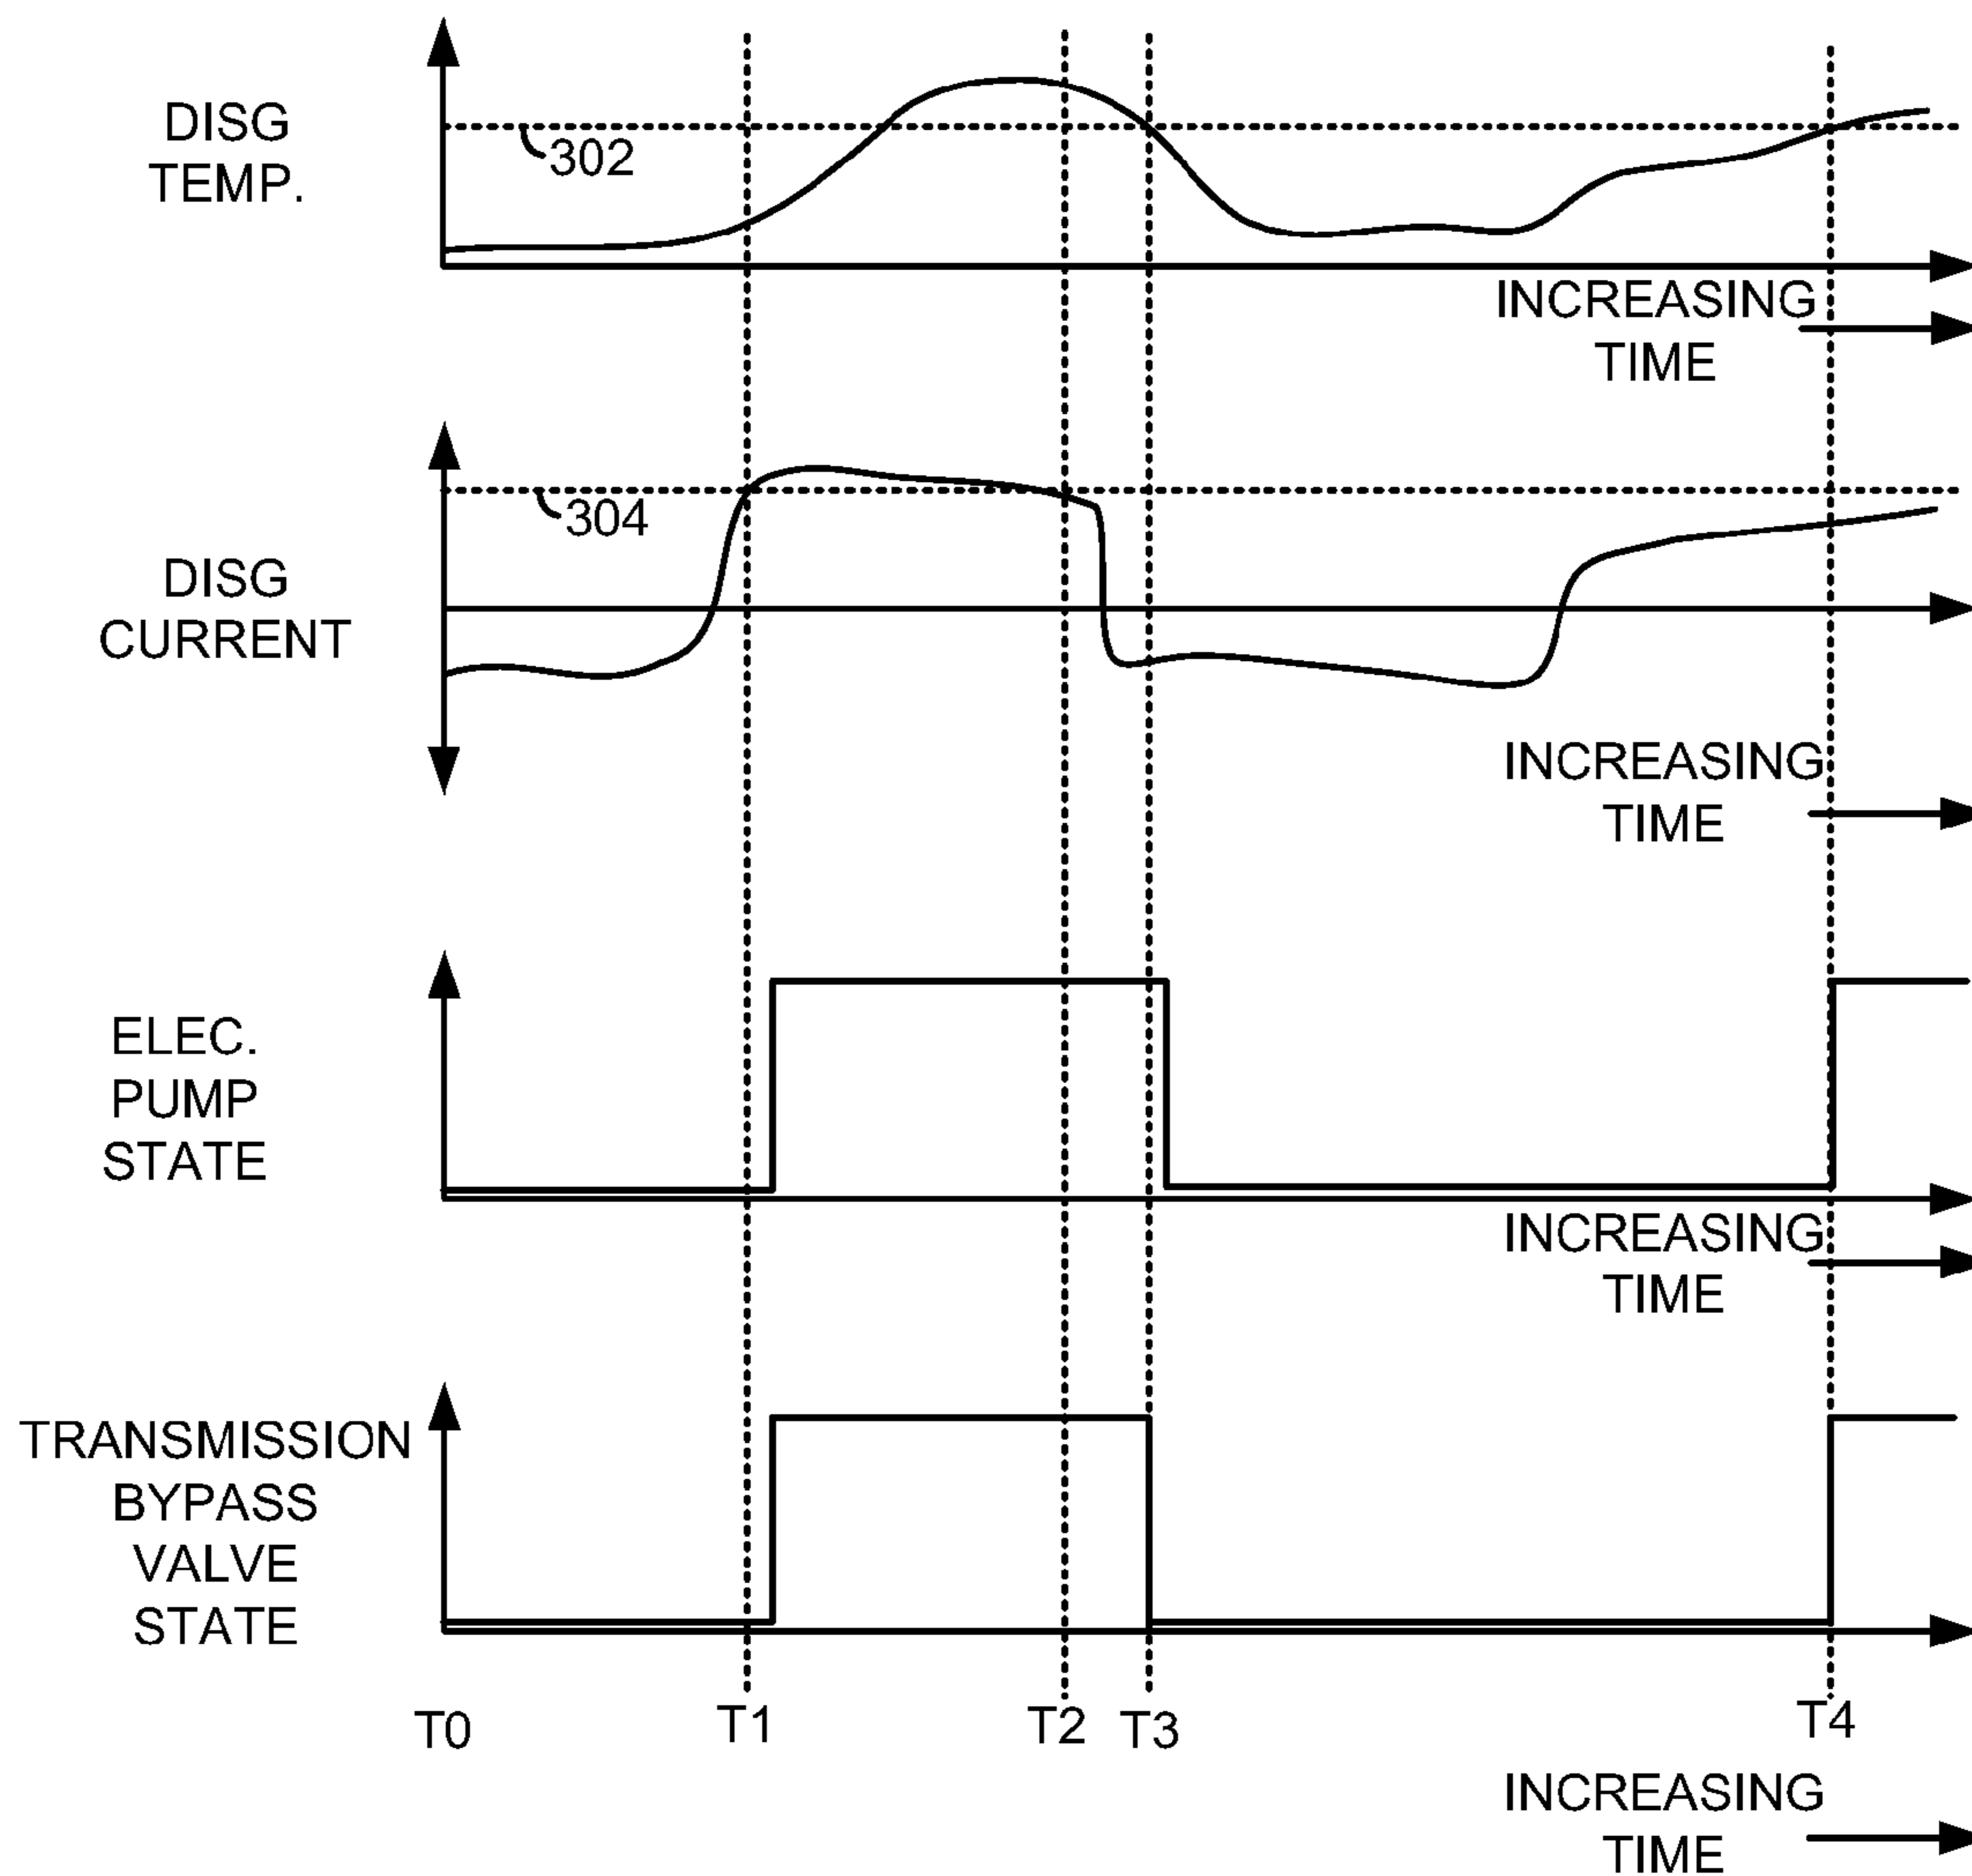 DISG
TEMP.
302
INCREASING
TIME
304
DISG
CURRENT
INCREASING
TIME
ELEC.
PUMP
STATE
INCREASING
TIME
TRANSMISSION
BYPASS
VALVE
STATE
T0
T1
T2
T3
T4
INCREASING
TIME